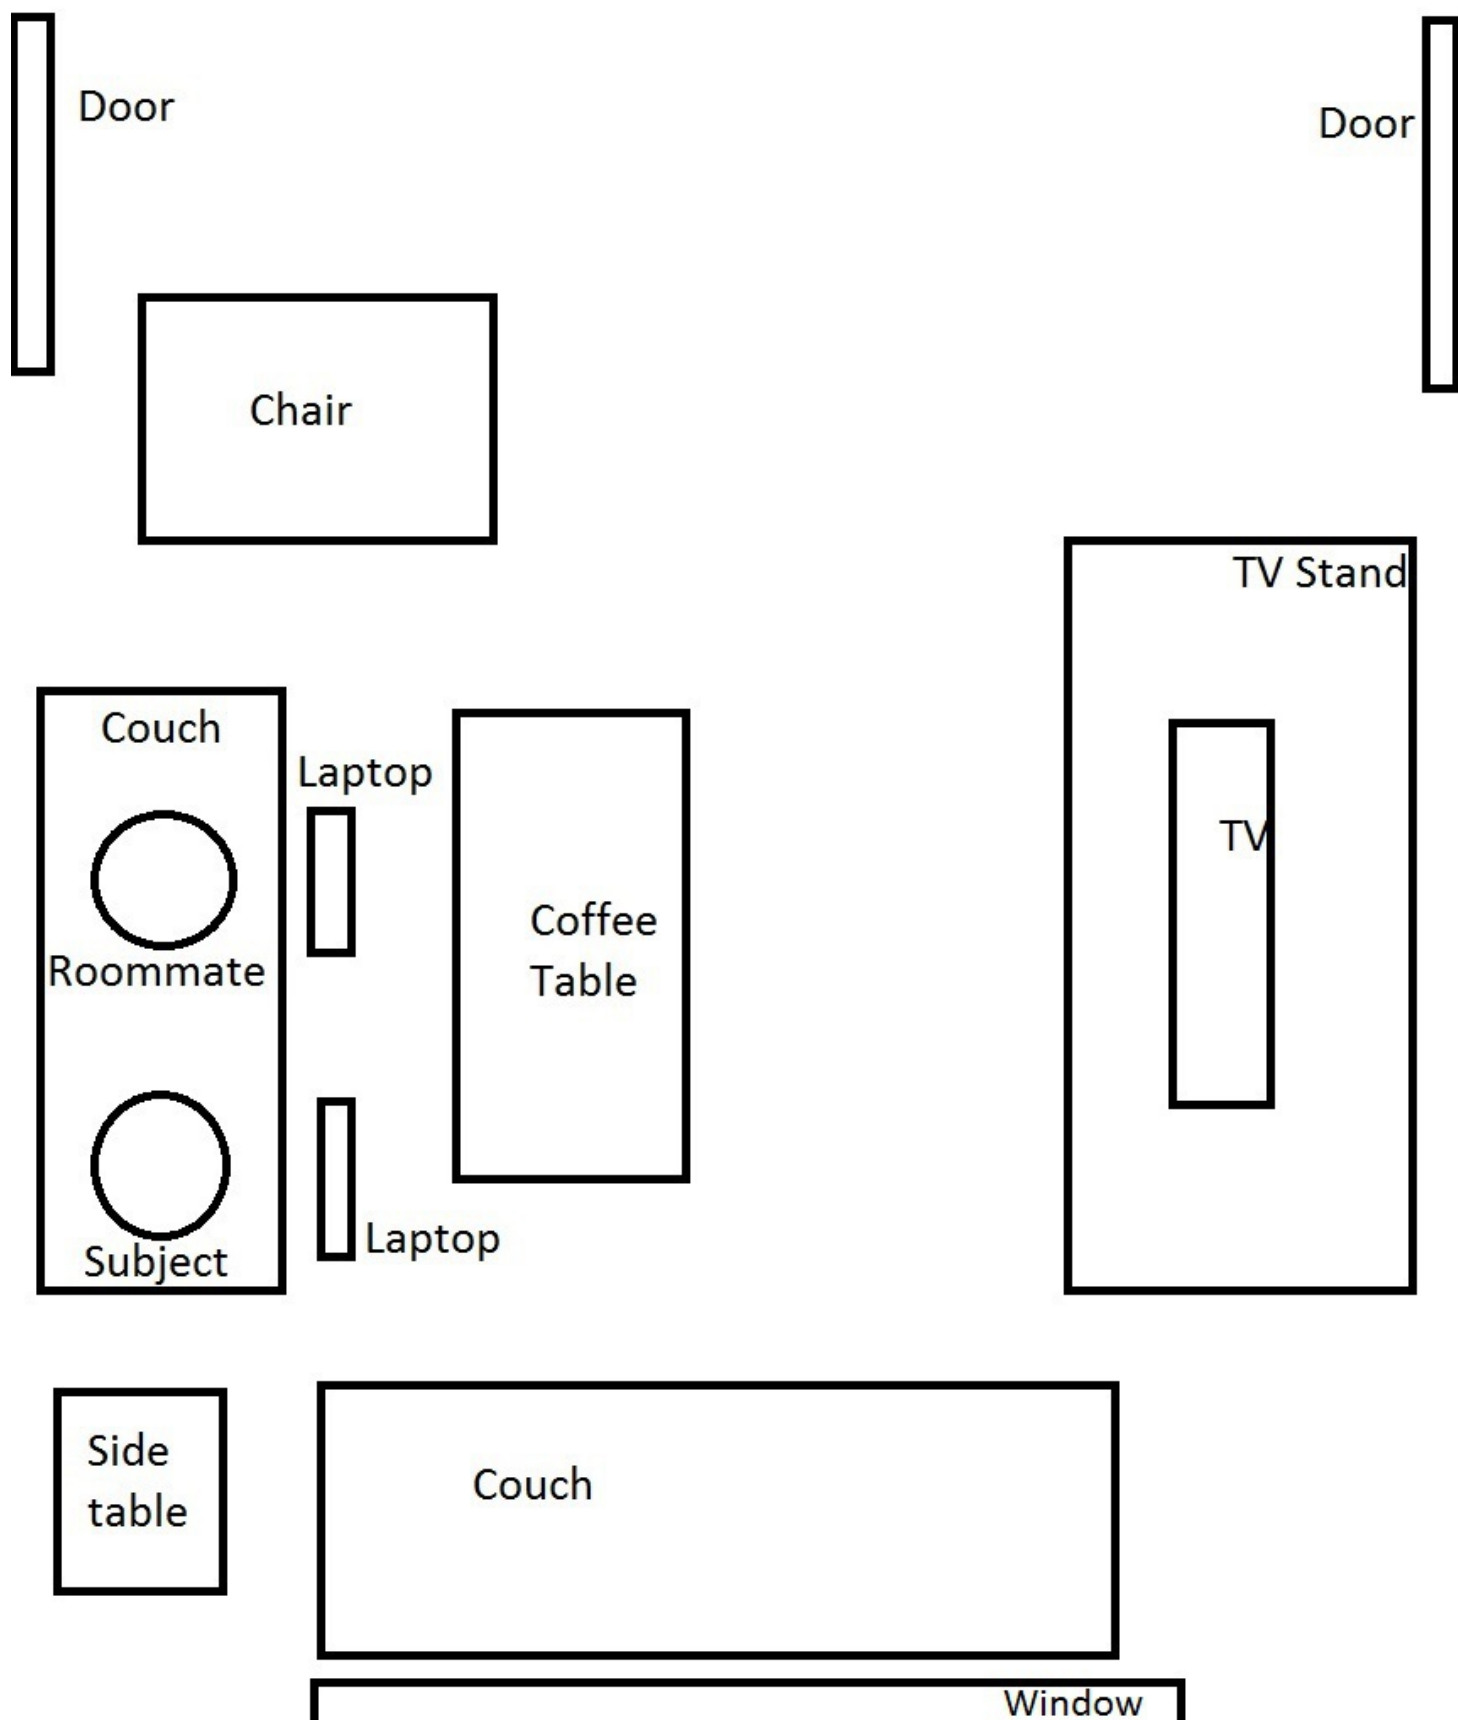 Door
Door
Chair
TV Stand
Couch
Laptop
TV
Coffee
Table
Roommate
Laptop
Subject
Side
table
Couch
Window